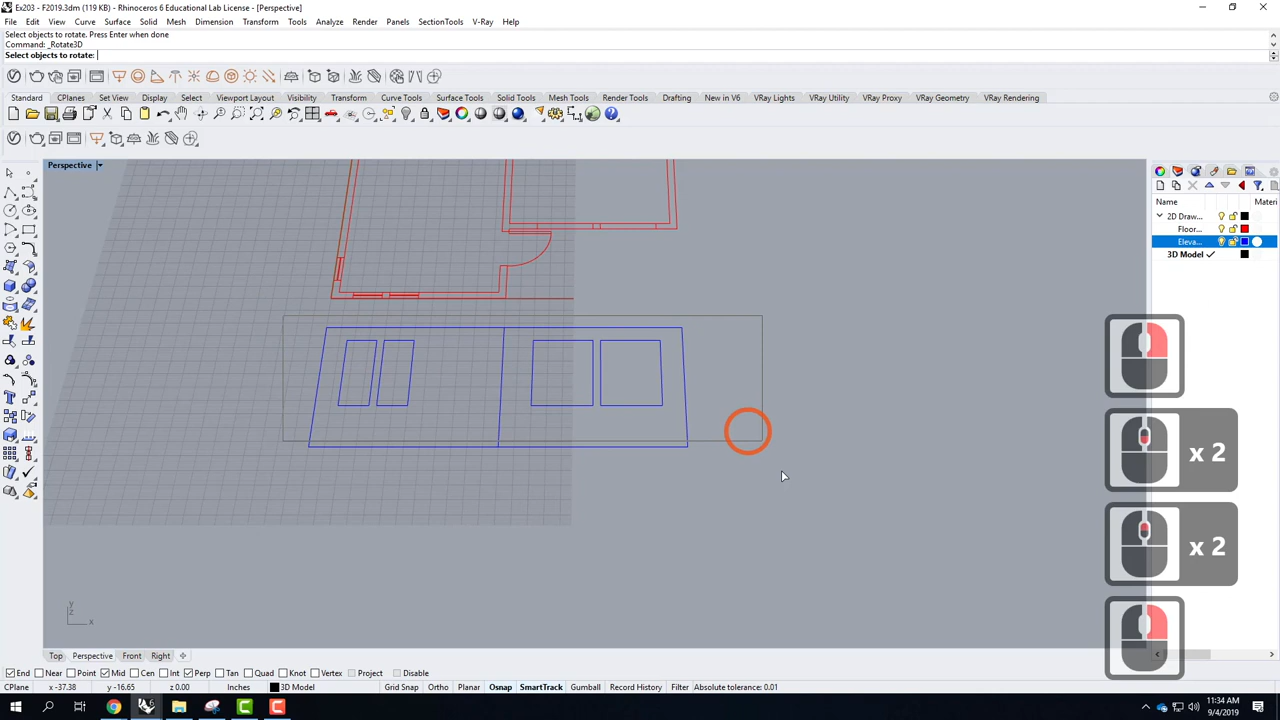 Ex203 - F2019.3dm (119 KB) - Rhinoceros 6 Educational Lab License - [Perspective]
File Edit View Curve Surface Solid Mesh Dimension Transform Tools Analyze Render Panels SectionTools V-Ray Help
Select objects to rotate. Press Enter when done
Command: _Rotate3D
Select objects to rotate:
Standard CPlanes Set View Display Select Viewport Layout Visibility Transform Curve Tools Surface Tools Solid Tools Mesh Tools Render Tools Drafting New in V6 VRay Lights VRay Utilities VRay Proxy VRay Geometry VRay Rendering
Perspective
Name Materi
2D Draw...
Floor...
Eleva...
3D Model
x 2
x 2
y
z
x
Top Perspective Front Right
End Near Point Mid Cen Int Perp Tan Quad Knot Vertex Project Disable
CPlane x -37.38 y -16.65 z 0.00 Inches 3D Model Grid Snap Ortho Planar Osnap SmartTrack Gumball Record History Filter Absolute tolerance: 0.01
11:34 AM
9/4/2019